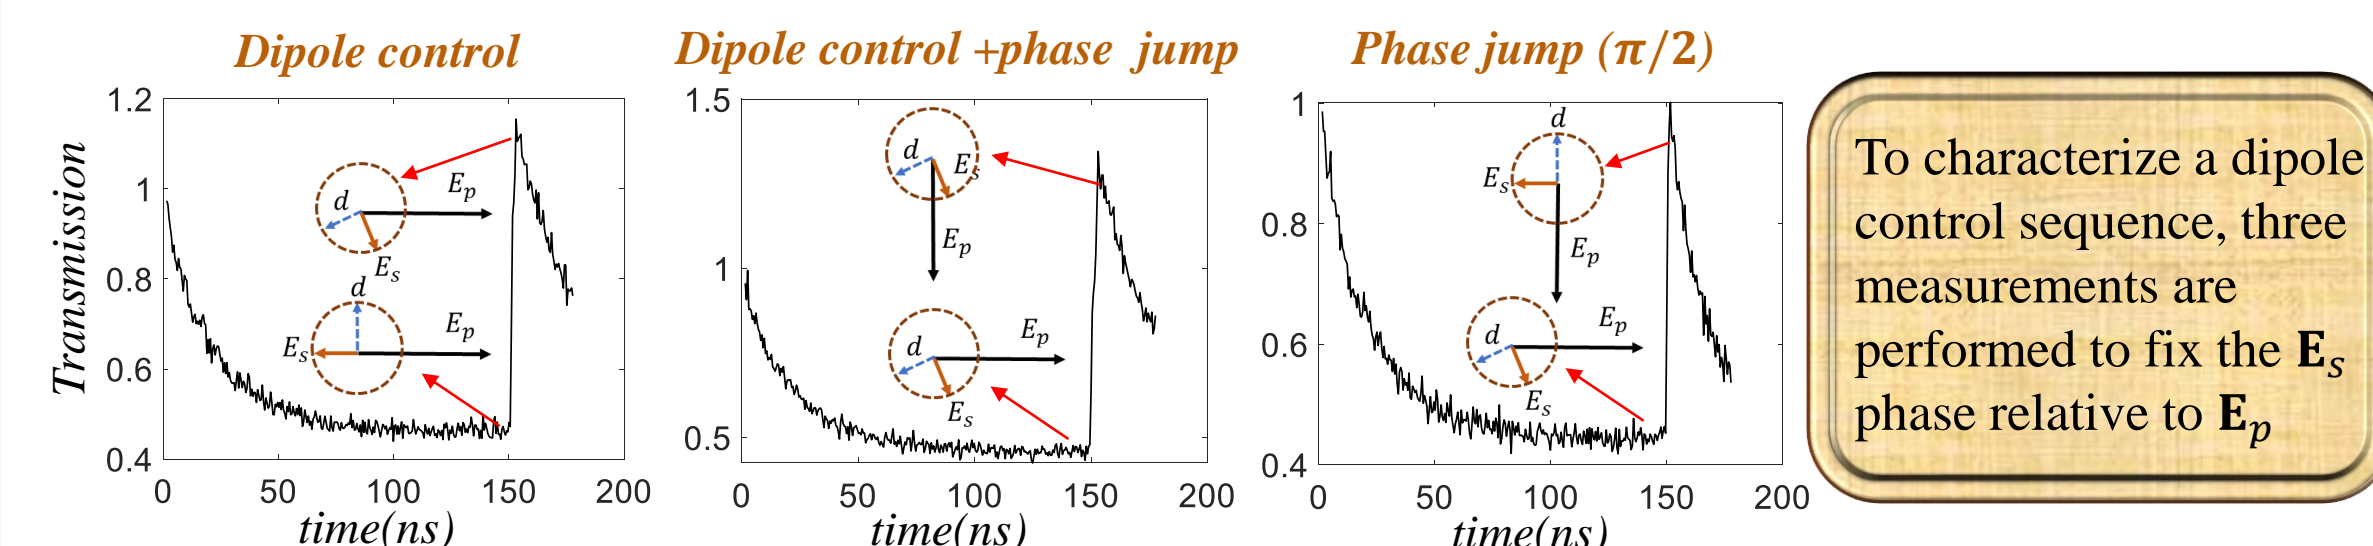 Dipole control
Transmission
1.2
1
0.8
0.6
0.4
0
50
100
150
200
time(ns)
d
E_p
E_s
d
E_p
E_s
Dipole control +phase jump
1.5
1
0.5
0
50
100
150
200
time(ns)
d
E_s
E_p
d
E_p
E_s
Phase jump (π/2)
1
0.8
0.6
0.4
0
50
100
150
200
time(ns)
d
E_s
E_p
d
E_p
E_s
To characterize a dipole
control sequence, three
measurements are
performed to fix the E_s
phase relative to E_p